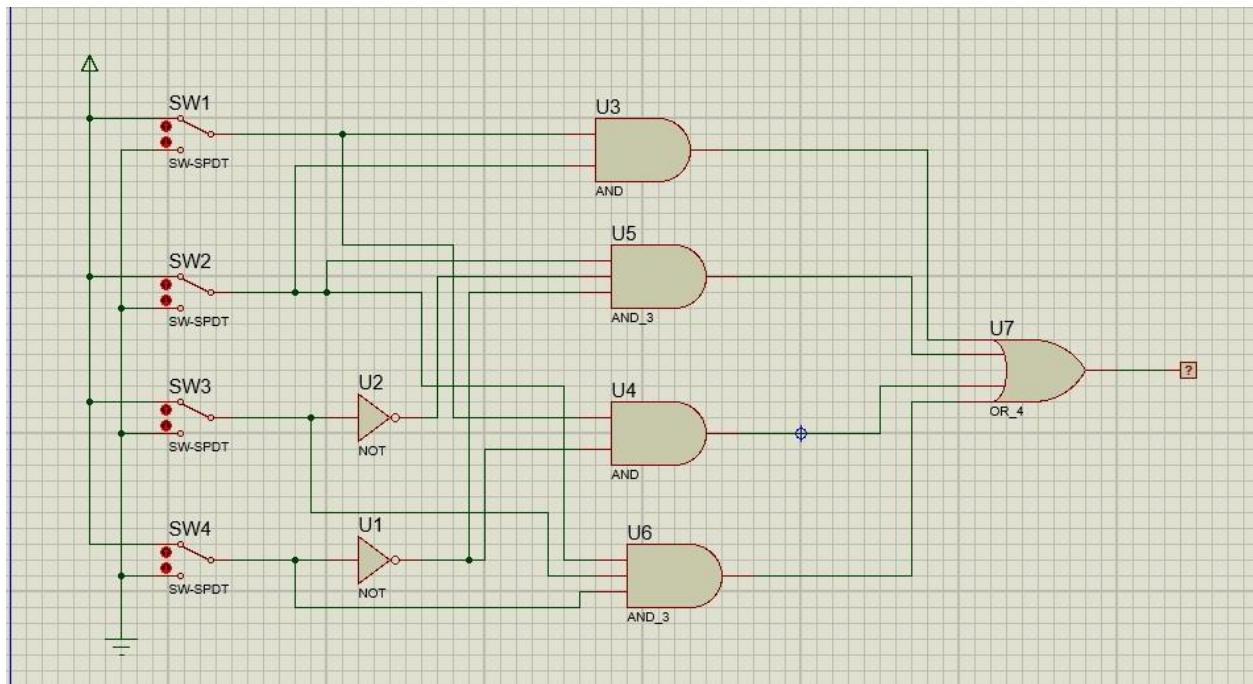 SW1
SW-SPDT
U3
AND
SW2
SW-SPDT
U5
AND_3
U7
OR_4
?
SW3
SW-SPDT
U2
NOT
U4
AND
SW4
SW-SPDT
U1
NOT
U6
AND_3